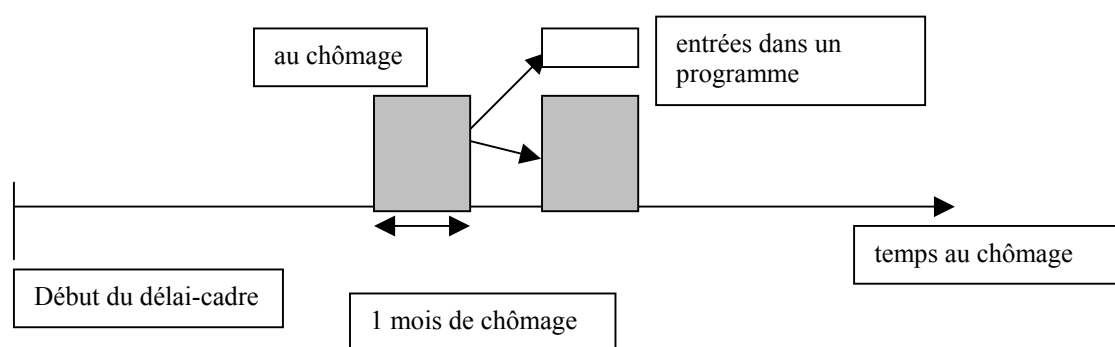 au chômage
entrées dans un
programme
temps au chômage
Début du délai-cadre
1 mois de chômage